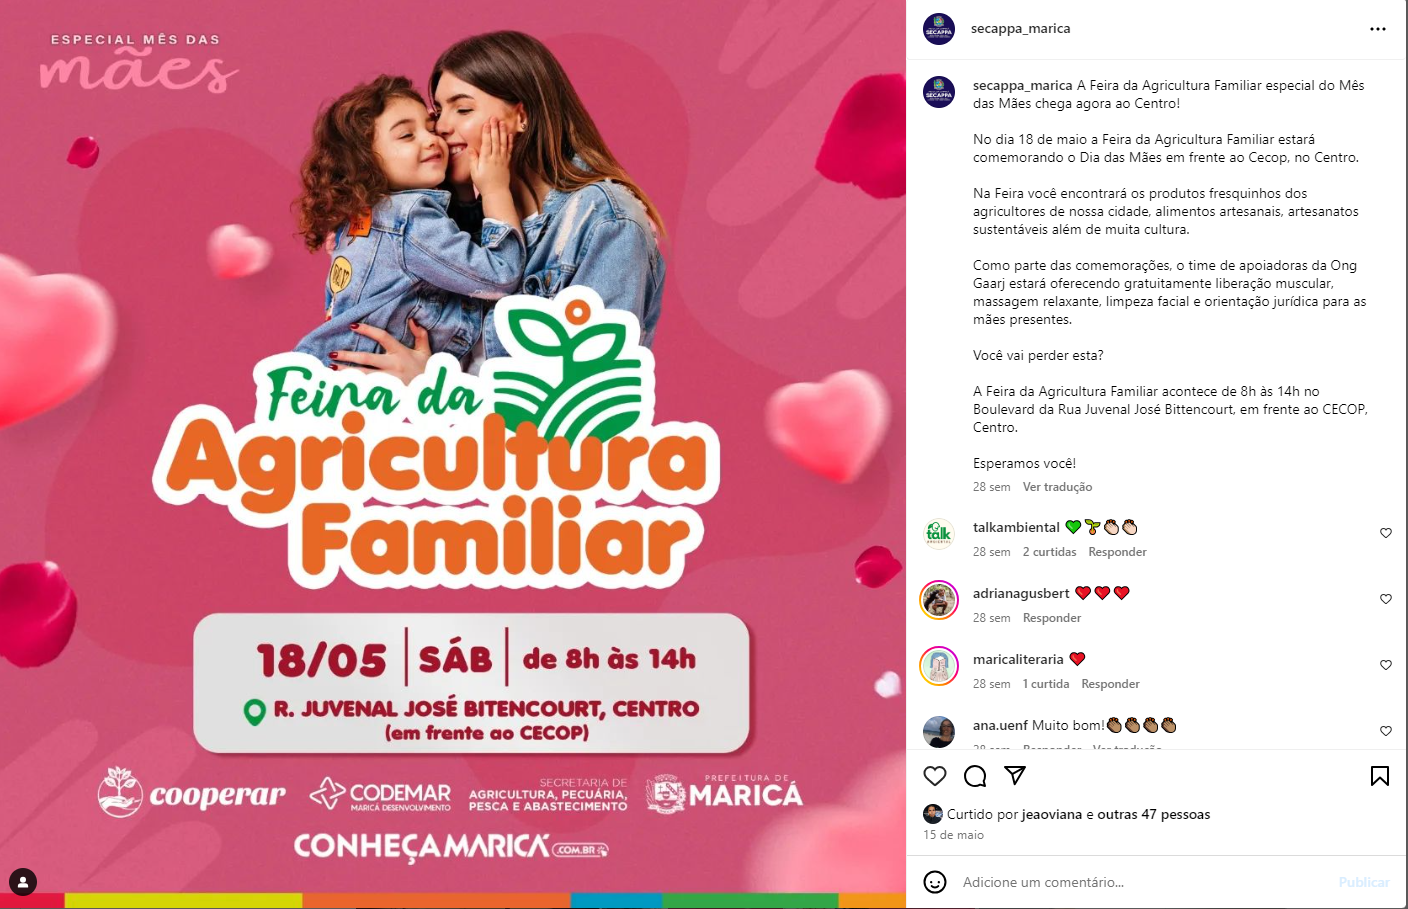 ESPECIAL MÊS DAS
mães
Feira da
Agricultura
Familiar
18/05 SÁB de 8h às 14h
R. JUVENAL JOSÉ BITENCOURT, CENTRO
(em frente ao CECOP)
cooperar
CODEMAR
MARICÁ DESENVOLVIMENTO
SECRETARIA DE
AGRICULTURA, PECUÁRIA,
PESCA E ABASTECIMENTO
PREFEITURA DE
MARICÁ
CONHEÇAMARICÁ .COM.BR
SECAPPA
secappa_marica
SECAPPA
secappa_marica A Feira da Agricultura Familiar especial do Mês
das Mães chega agora ao Centro!
No dia 18 de maio a Feira da Agricultura Familiar estará
comemorando o Dia das Mães em frente ao Cecop, no Centro.
Na Feira você encontrará os produtos fresquinhos dos
agricultores de nossa cidade, alimentos artesanais, artesanatos
sustentáveis além de muita cultura.
Como parte das comemorações, o time de apoiadoras da Ong
Gaarj estará oferecendo gratuitamente liberação muscular,
massagem relaxante, limpeza facial e orientação jurídica para as
mães presentes.
Você vai perder esta?
A Feira da Agricultura Familiar acontece de 8h às 14h no
Boulevard da Rua Juvenal José Bittencourt, em frente ao CECOP,
Centro.
Esperamos você!
28 sem Ver tradução
talk
talkambiental 💚🌱👏🏻👏🏻
28 sem 2 curtidas Responder
adrianagusbert ❤️❤️❤️
28 sem Responder
maricaliteraria ❤️
28 sem 1 curtida Responder
ana.uenf Muito bom!👏🏽👏🏽👏🏽👏🏽
28 sem Responder Ver tradução
Curtido por jeaoviana e outras 47 pessoas
15 de maio
Adicione um comentário...
Publicar